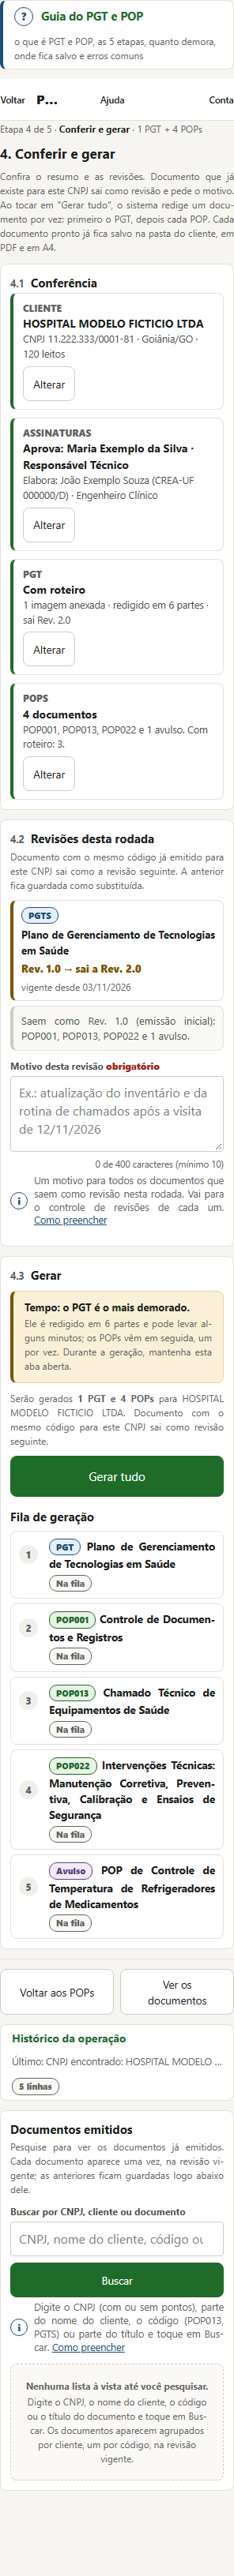 ? Guia do PGT e POP
o que é PGT e POP, as 5 etapas, quanto demora,
onde fica salvo e erros comuns
Voltar P... Ajuda Conta
Etapa 4 de 5 · Conferir e gerar · 1 PGT + 4 POPs
4. Conferir e gerar
Confira o resumo e as revisões. Documento que já
existe para este CNPJ sai como revisão e pede o motivo.
Ao tocar em "Gerar tudo", o sistema redige um docu-
mento por vez: primeiro o PGT, depois cada POP. Cada
documento pronto já fica salvo na pasta do cliente, em
PDF e em A4.
4.1 Conferência
CLIENTE
HOSPITAL MODELO FICTICIO LTDA
CNPJ 11.222.333/0001-81 · Goiânia/GO ·
120 leitos
Alterar
ASSINATURAS
Aprova: Maria Exemplo da Silva ·
Responsável Técnico
Elabora: João Exemplo Souza (CREA-UF
000000/D) · Engenheiro Clínico
Alterar
PGT
Com roteiro
1 imagem anexada · redigido em 6 partes ·
sai Rev. 2.0
Alterar
POPS
4 documentos
POP001, POP013, POP022 e 1 avulso. Com
roteiro: 3.
Alterar
4.2 Revisões desta rodada
Documento com o mesmo código já emitido para
este CNPJ sai como a revisão seguinte. A anterior
fica guardada como substituída.
PGTS
Plano de Gerenciamento de Tecnologias
em Saúde
Rev. 1.0 → sai a Rev. 2.0
vigente desde 03/11/2026
Saem como Rev. 1.0 (emissão inicial):
POP001, POP013, POP022 e 1 avulso.
Motivo desta revisão obrigatório
Ex.: atualização do inventário e da
rotina de chamados após a visita
de 12/11/2026
0 de 400 caracteres (mínimo 10)
i Um motivo para todos os documentos que
saem como revisão nesta rodada. Vai para
o controle de revisões de cada um.
Como preencher
4.3 Gerar
Tempo: o PGT é o mais demorado.
Ele é redigido em 6 partes e pode levar al-
guns minutos; os POPs vêm em seguida, um
por vez. Durante a geração, mantenha esta
aba aberta.
Serão gerados 1 PGT e 4 POPs para HOSPITAL
MODELO FICTICIO LTDA. Documento com o
mesmo código para este CNPJ sai como revisão
seguinte.
Gerar tudo
Fila de geração
1 PGT Plano de Gerenciamento
de Tecnologias em Saúde
Na fila
2 POP001 Controle de Documen-
tos e Registros
Na fila
3 POP013 Chamado Técnico de
Equipamentos de Saúde
Na fila
4 POP022 Intervenções Técnicas:
Manutenção Corretiva, Preven-
tiva, Calibração e Ensaios de
Segurança
Na fila
5 Avulso POP de Controle de
Temperatura de Refrigeradores
de Medicamentos
Na fila
Voltar aos POPs
Ver os
documentos
Histórico da operação
Último: CNPJ encontrado: HOSPITAL MODELO ...
5 linhas
Documentos emitidos
Pesquise para ver os documentos já emitidos.
Cada documento aparece uma vez, na revisão vi-
gente; as anteriores ficam guardadas logo abaixo
dele.
Buscar por CNPJ, cliente ou documento
CNPJ, nome do cliente, código ou
Buscar
i Digite o CNPJ (com ou sem pontos), parte
do nome do cliente, o código (POP013,
PGTS) ou parte do título e toque em Bus-
car. Como preencher
Nenhuma lista à vista até você pesquisar.
Digite o CNPJ, o nome do cliente, o código
ou o título do documento e toque em Bus-
car. Os documentos aparecem agrupados
por cliente, um por código, na revisão
vigente.